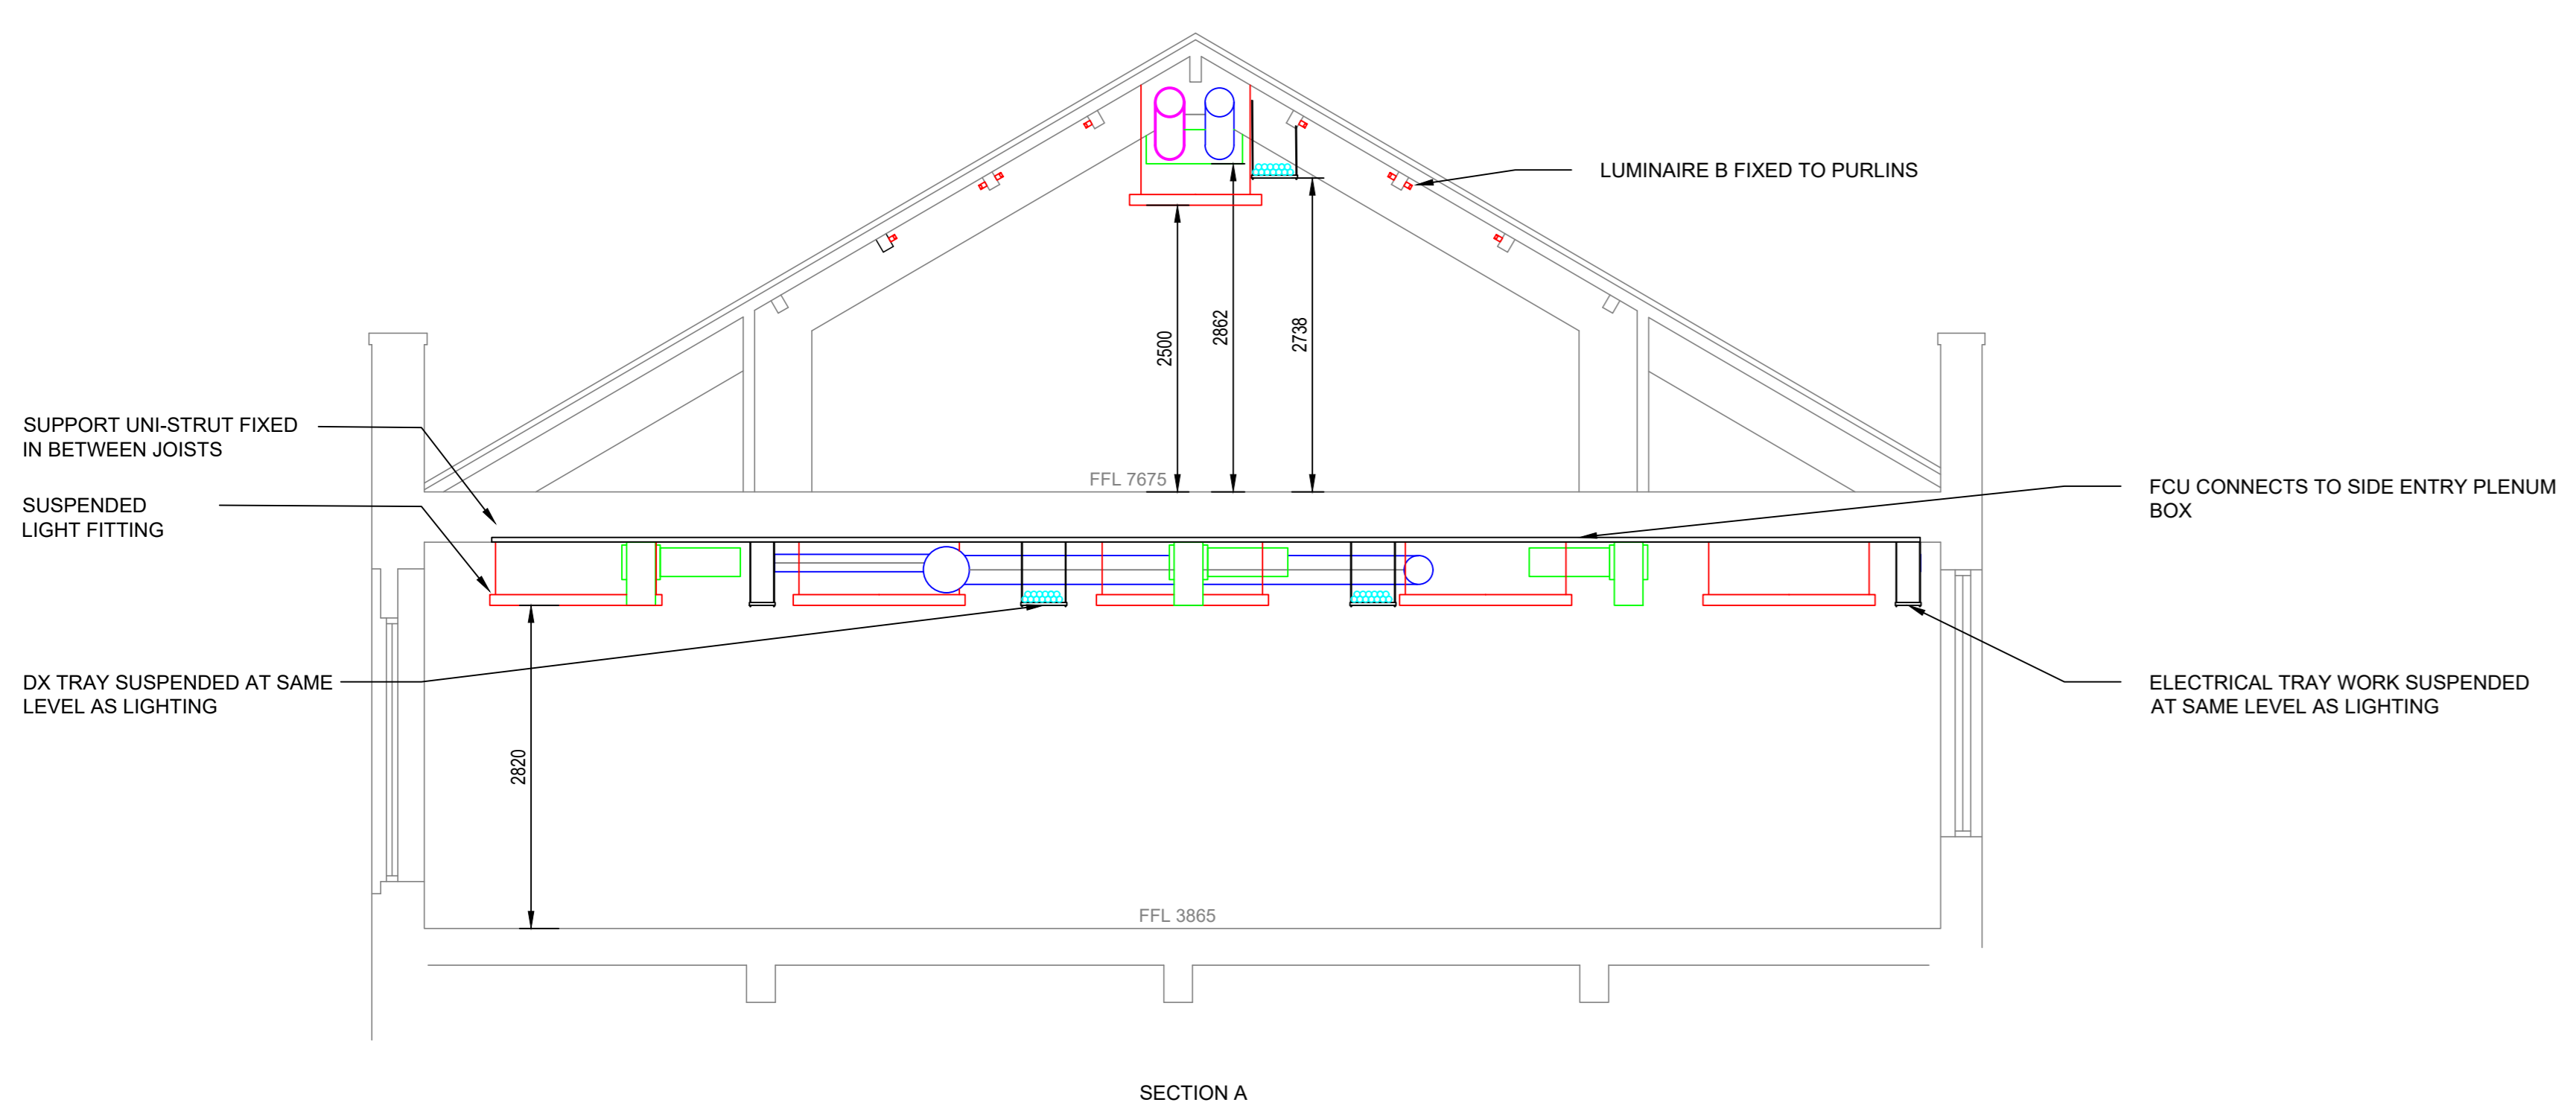 LUMINAIRE B FIXED TO PURLINS
2500
2862
2738
SUPPORT UNI-STRUT FIXED
IN BETWEEN JOISTS
FFL 7675
SUSPENDED
LIGHT FITTING
FCU CONNECTS TO SIDE ENTRY PLENUM
BOX
DX TRAY SUSPENDED AT SAME
LEVEL AS LIGHTING
ELECTRICAL TRAY WORK SUSPENDED
AT SAME LEVEL AS LIGHTING
2820
FFL 3865
SECTION A